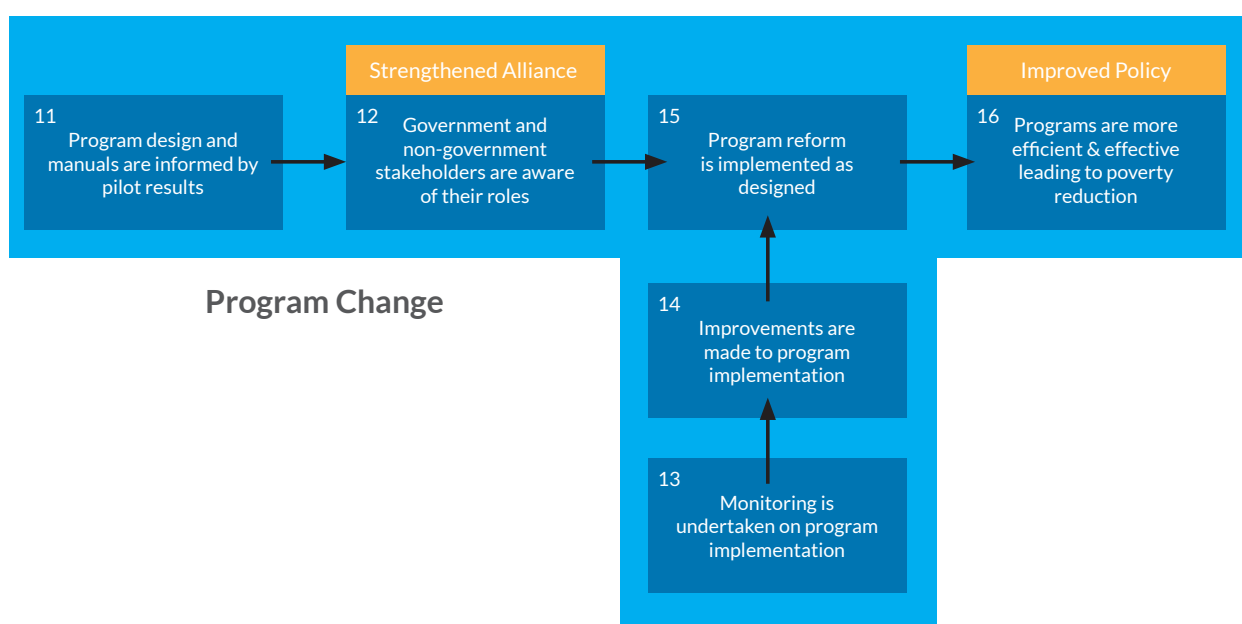 Strengthened Alliance
Improved Policy
11
Program design and
manuals are informed by
pilot results
12
Government and
non-government
stakeholders are aware
of their roles
15
Program reform
is implemented as
designed
16
Programs are more
efficient & effective
leading to poverty
reduction
Program Change
14
Improvements are
made to program
implementation
13
Monitoring is
undertaken on program
implementation